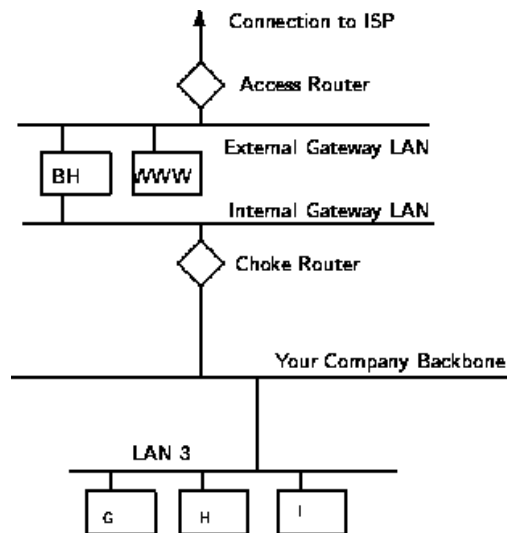 Connection to ISP
Access Router
External Gateway LAN
BH
WWW
Internal Gateway LAN
Choke Router
Your Company Backbone
LAN 3
G
H
I